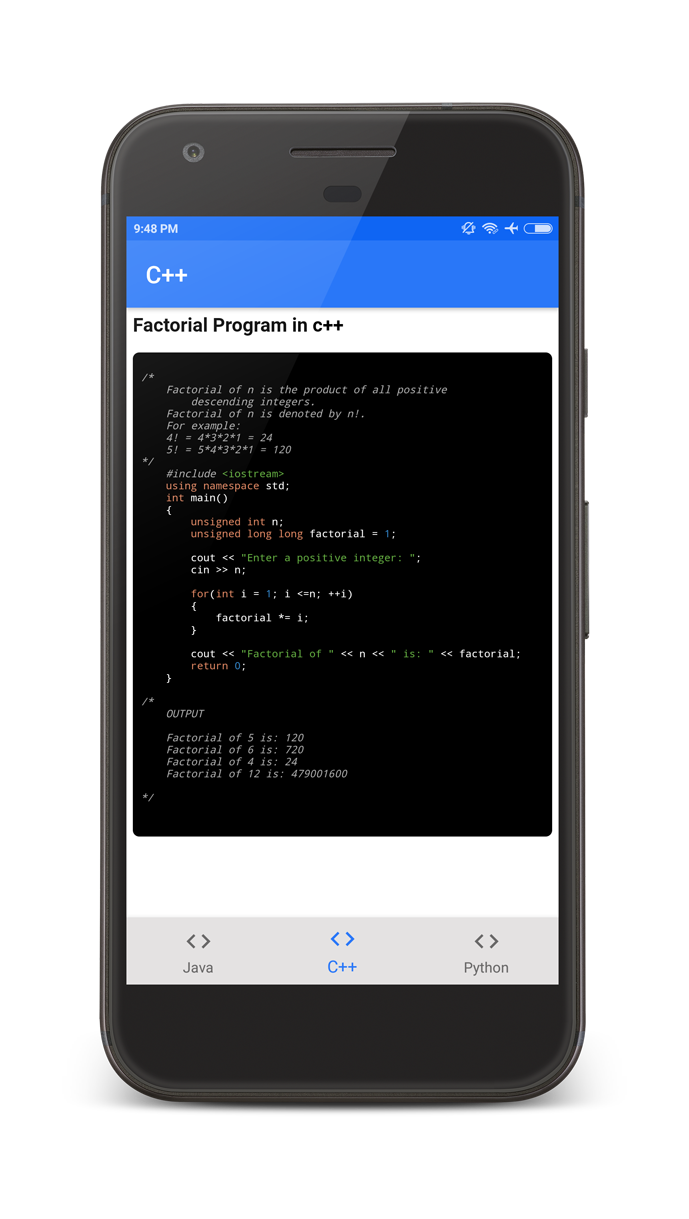 9:48 PM
C++
Factorial Program in c++
/*
    Factorial of n is the product of all positive
        descending integers.
    Factorial of n is denoted by n!.
    For example:
    4! = 4*3*2*1 = 24
    5! = 5*4*3*2*1 = 120
*/
    #include <iostream>
    using namespace std;
    int main()
    {
        unsigned int n;
        unsigned long long factorial = 1;

        cout << "Enter a positive integer: ";
        cin >> n;

        for(int i = 1; i <=n; ++i)
        {
            factorial *= i;
        }

        cout << "Factorial of " << n << " is: " << factorial;
        return 0;
    }

/*
    OUTPUT

    Factorial of 5 is: 120
    Factorial of 6 is: 720
    Factorial of 4 is: 24
    Factorial of 12 is: 479001600

*/
Java
C++
Python